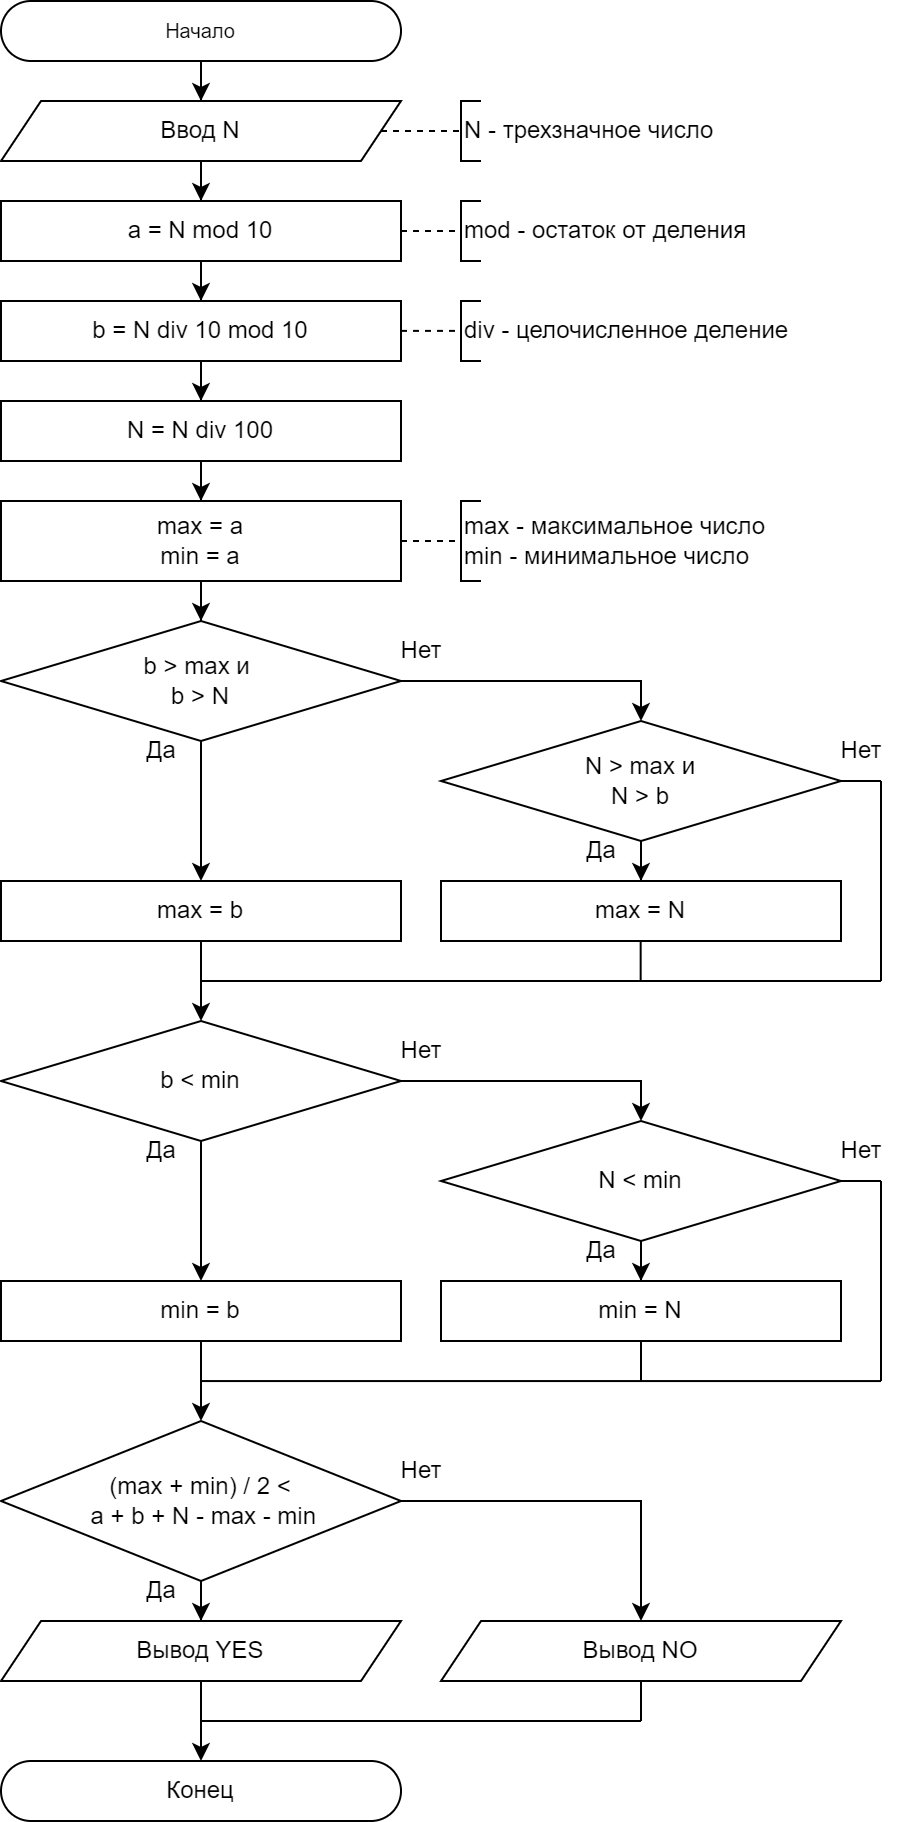 Начало
Ввод N
N - трехзначное число
a = N mod 10
mod - остаток от деления
b = N div 10 mod 10
div - целочисленное деление
N = N div 100
max = a
min = a
max - максимальное число
min - минимальное число
b > max и
b > N
Нет
Да
N > max и
N > b
Нет
Да
max = b
max = N
b < min
Нет
Да
N < min
Нет
Да
min = b
min = N
(max + min) / 2 <
a + b + N - max - min
Нет
Да
Вывод YES
Вывод NO
Конец